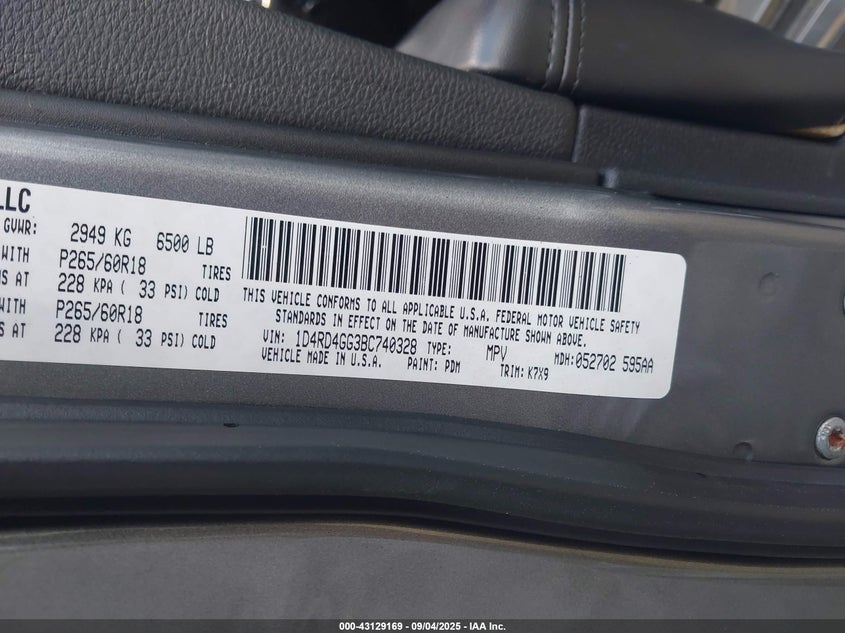 LLC
GVWR: 2949 KG 6500 LB
WITH P265/60R18 TIRES
AT 228 KPA ( 33 PSI) COLD
WITH P265/60R18 TIRES
AT 228 KPA ( 33 PSI) COLD
THIS VEHICLE CONFORMS TO ALL APPLICABLE U.S.A. FEDERAL MOTOR VEHICLE SAFETY
STANDARDS IN EFFECT ON THE DATE OF MANUFACTURE SHOWN ABOVE.
VIN: 1D4RD4GG3BC740328 TYPE: MPV MDH: 052702 595AA
VEHICLE MADE IN U.S.A. PAINT: PDM TRIM: K7X9
000-43129169 - 09/04/2025 - IAA Inc.